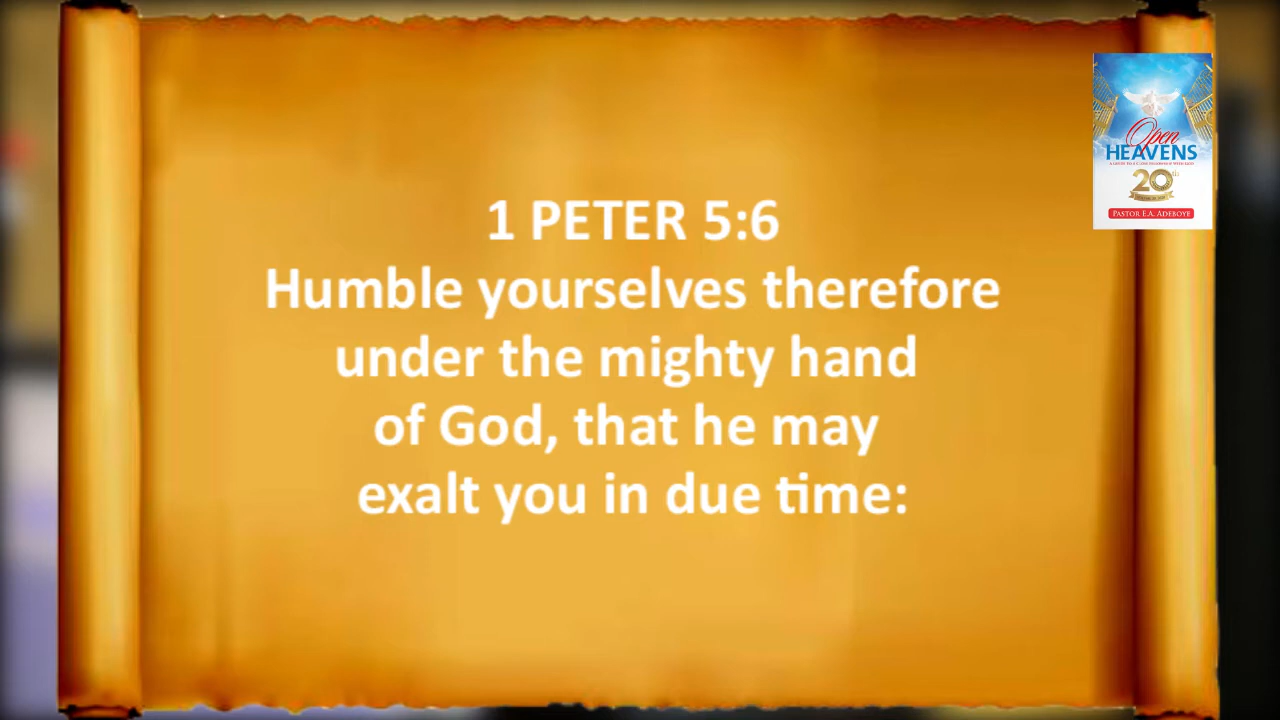 1 PETER 5:6
Humble yourselves therefore
under the mighty hand
of God, that he may
exalt you in due time:
Open
HEAVENS
20th
PASTOR E.A. ADEBOYE